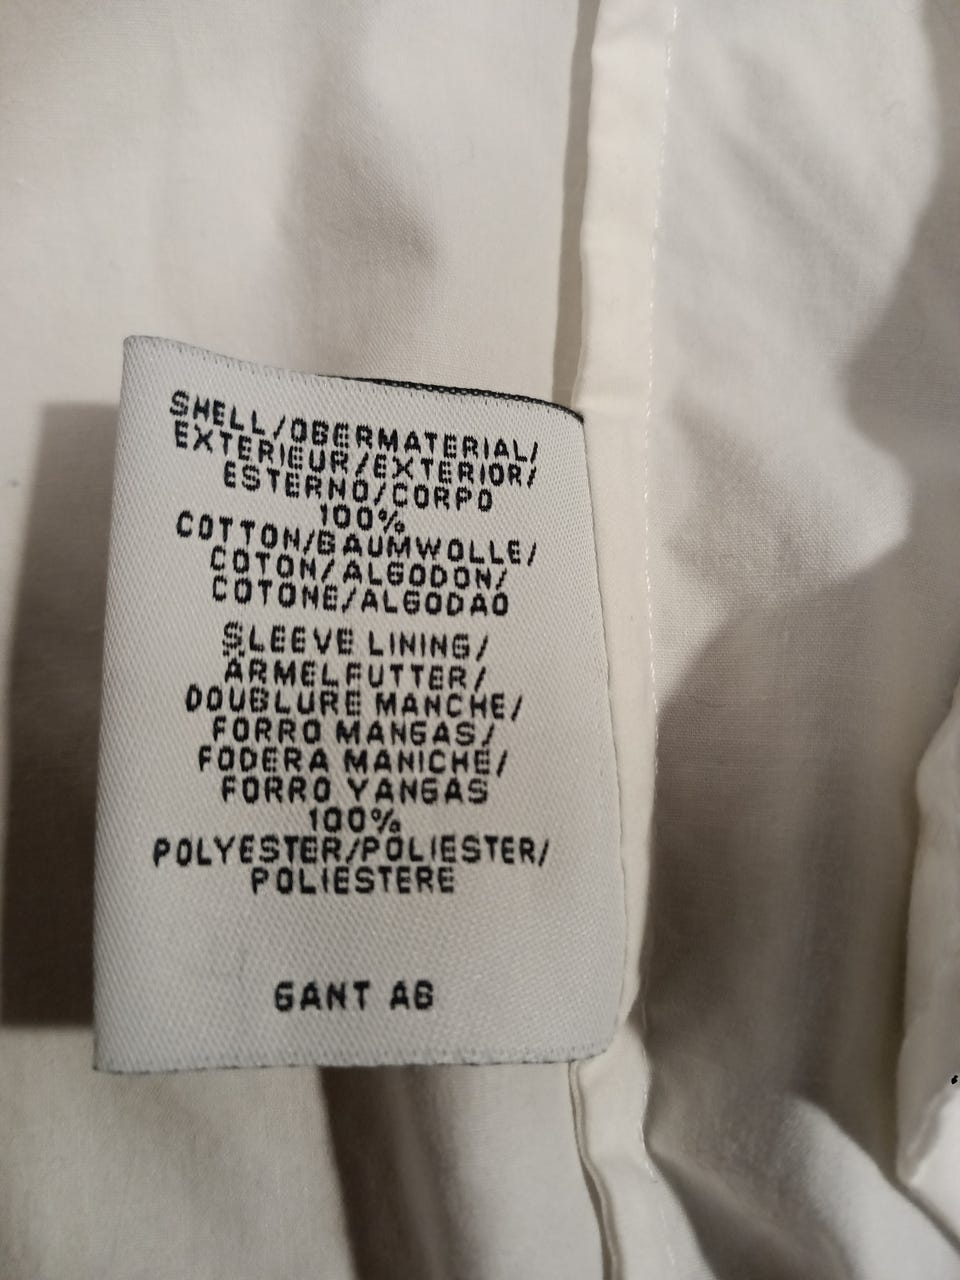 SHELL/OBERMATERIAL/
EXTERIEUR/EXTERIOR/
ESTERNO/CORPO
100%
COTTON/BAUMWOLLE/
COTON/ALGODON/
COTONE/ALGODAO
SLEEVE LINING/
ÄRMELFUTTER/
DOUBLURE MANCHE/
FORRO MANGAS/
FODERA MANICHE/
FORRO YANGAS
100%
POLYESTER/POLIESTER/
POLIESTERE
GANT AB